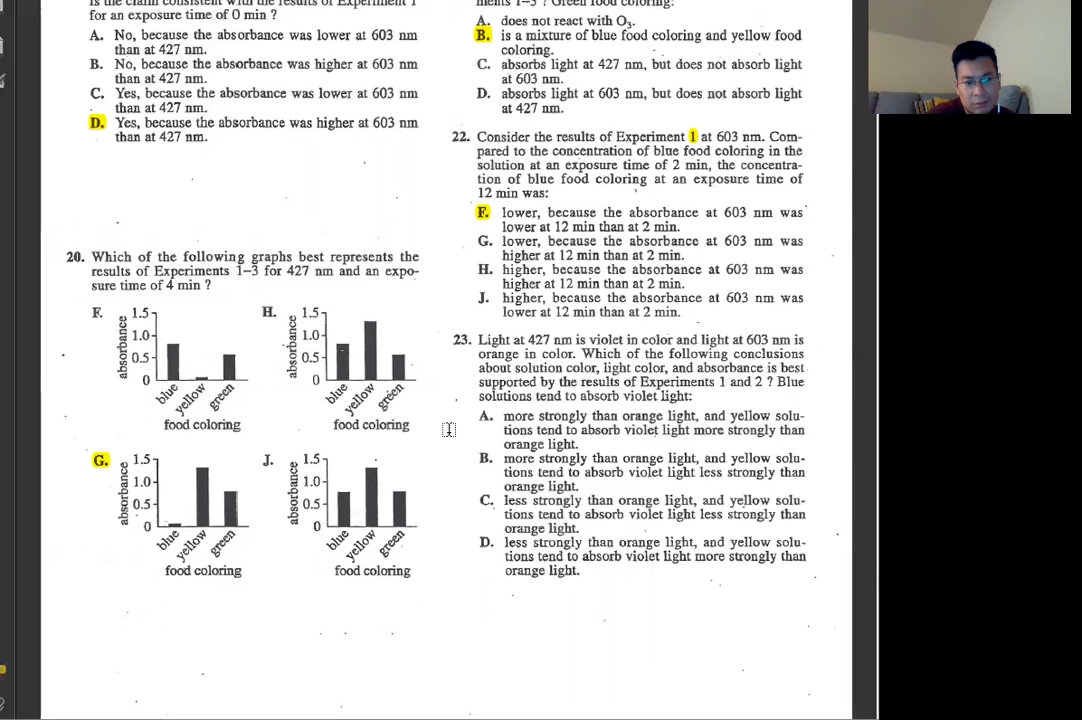 Is the claim consistent with the results of Experiment 1
for an exposure time of 0 min ?
A. No, because the absorbance was lower at 603 nm
than at 427 nm.
B. No, because the absorbance was higher at 603 nm
than at 427 nm.
C. Yes, because the absorbance was lower at 603 nm
than at 427 nm.
D. Yes, because the absorbance was higher at 603 nm
than at 427 nm.
20. Which of the following graphs best represents the
results of Experiments 1–3 for 427 nm and an expo-
sure time of 4 min ?
F.
absorbance
1.5
1.0
0.5
0
blue
yellow
green
food coloring
H.
absorbance
1.5
1.0
0.5
0
blue
yellow
green
food coloring
G.
absorbance
1.5
1.0
0.5
0
blue
yellow
green
food coloring
J.
absorbance
1.5
1.0
0.5
0
blue
yellow
green
food coloring
ments 1–3 ? Green food coloring:
A. does not react with O3.
B. is a mixture of blue food coloring and yellow food
coloring.
C. absorbs light at 427 nm, but does not absorb light
at 603 nm.
D. absorbs light at 603 nm, but does not absorb light
at 427 nm.
22. Consider the results of Experiment 1 at 603 nm. Com-
pared to the concentration of blue food coloring in the
solution at an exposure time of 2 min, the concentra-
tion of blue food coloring at an exposure time of
12 min was:
F. lower, because the absorbance at 603 nm was
lower at 12 min than at 2 min.
G. lower, because the absorbance at 603 nm was
higher at 12 min than at 2 min.
H. higher, because the absorbance at 603 nm was
higher at 12 min than at 2 min.
J. higher, because the absorbance at 603 nm was
lower at 12 min than at 2 min.
23. Light at 427 nm is violet in color and light at 603 nm is
orange in color. Which of the following conclusions
about solution color, light color, and absorbance is best
supported by the results of Experiments 1 and 2 ? Blue
solutions tend to absorb violet light:
A. more strongly than orange light, and yellow solu-
tions tend to absorb violet light more strongly than
orange light.
B. more strongly than orange light, and yellow solu-
tions tend to absorb violet light less strongly than
orange light.
C. less strongly than orange light, and yellow solu-
tions tend to absorb violet light less strongly than
orange light.
D. less strongly than orange light, and yellow solu-
tions tend to absorb violet light more strongly than
orange light.